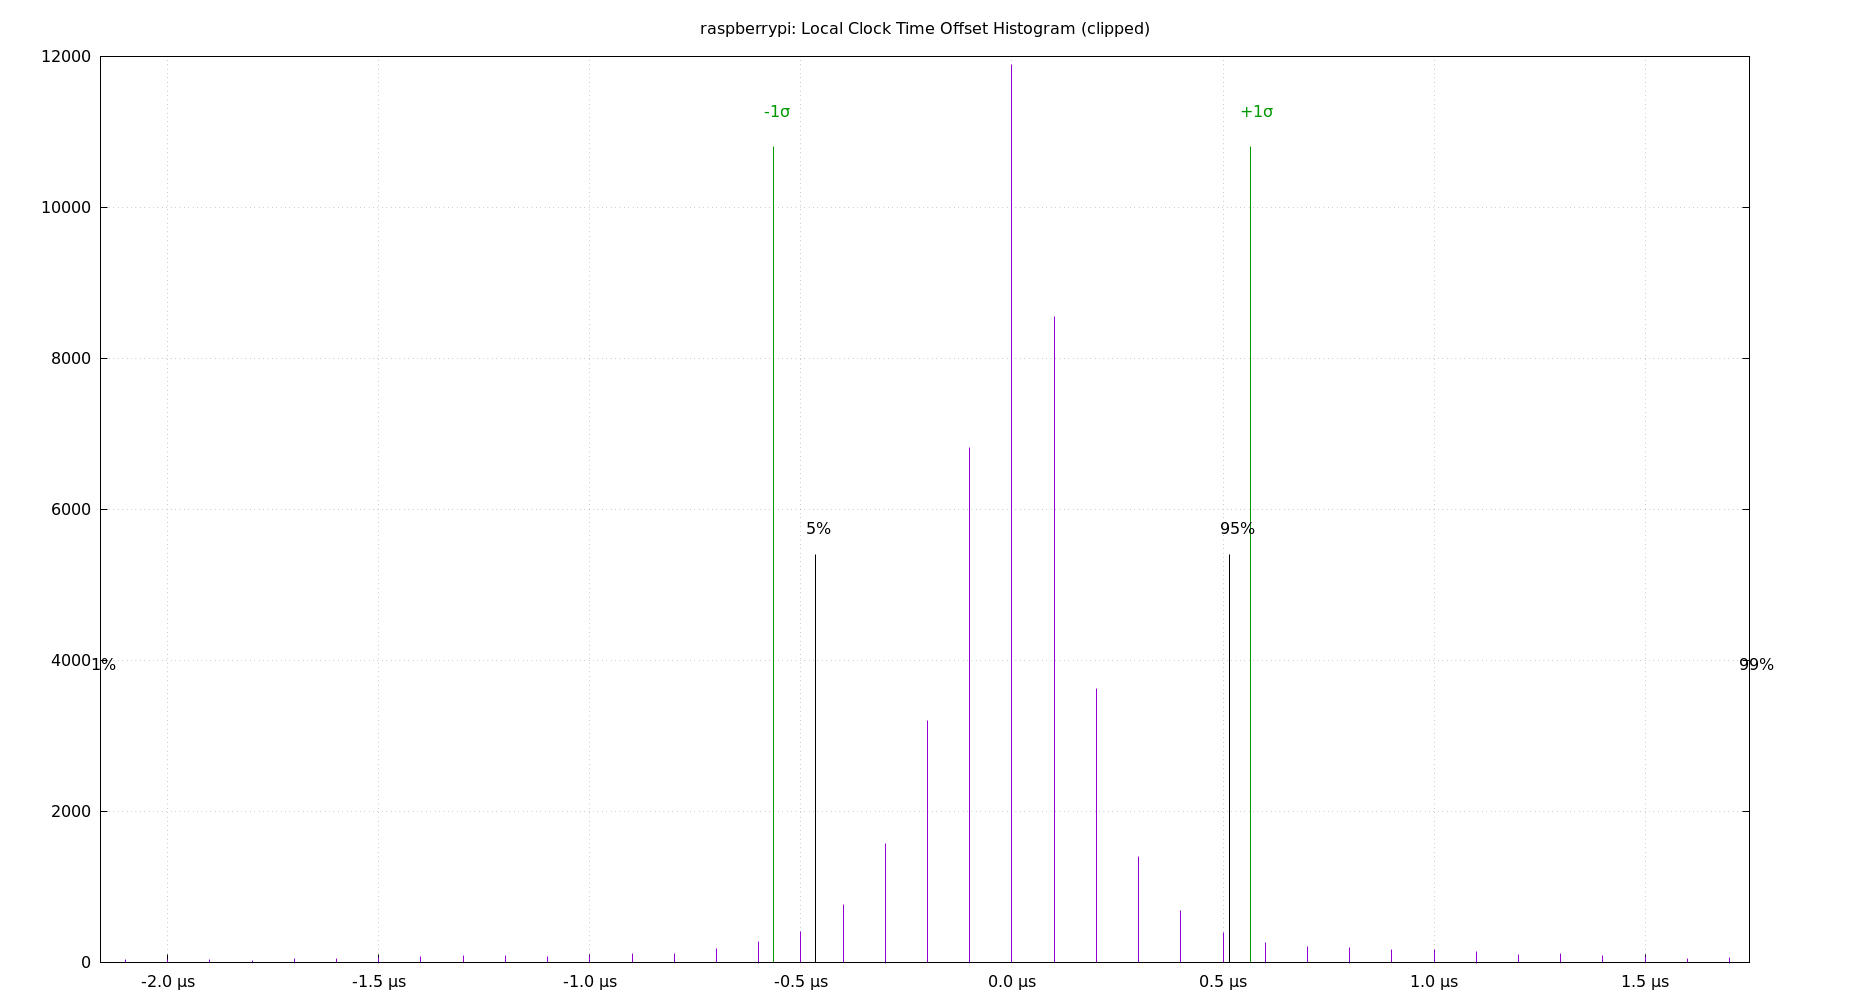 raspberrypi: Local Clock Time Offset Histogram (clipped)
12000
-1σ
+1σ
10000
8000
6000
5%
95%
4000
1%
99%
2000
0
-2.0 µs
-1.5 µs
-1.0 µs
-0.5 µs
0.0 µs
0.5 µs
1.0 µs
1.5 µs